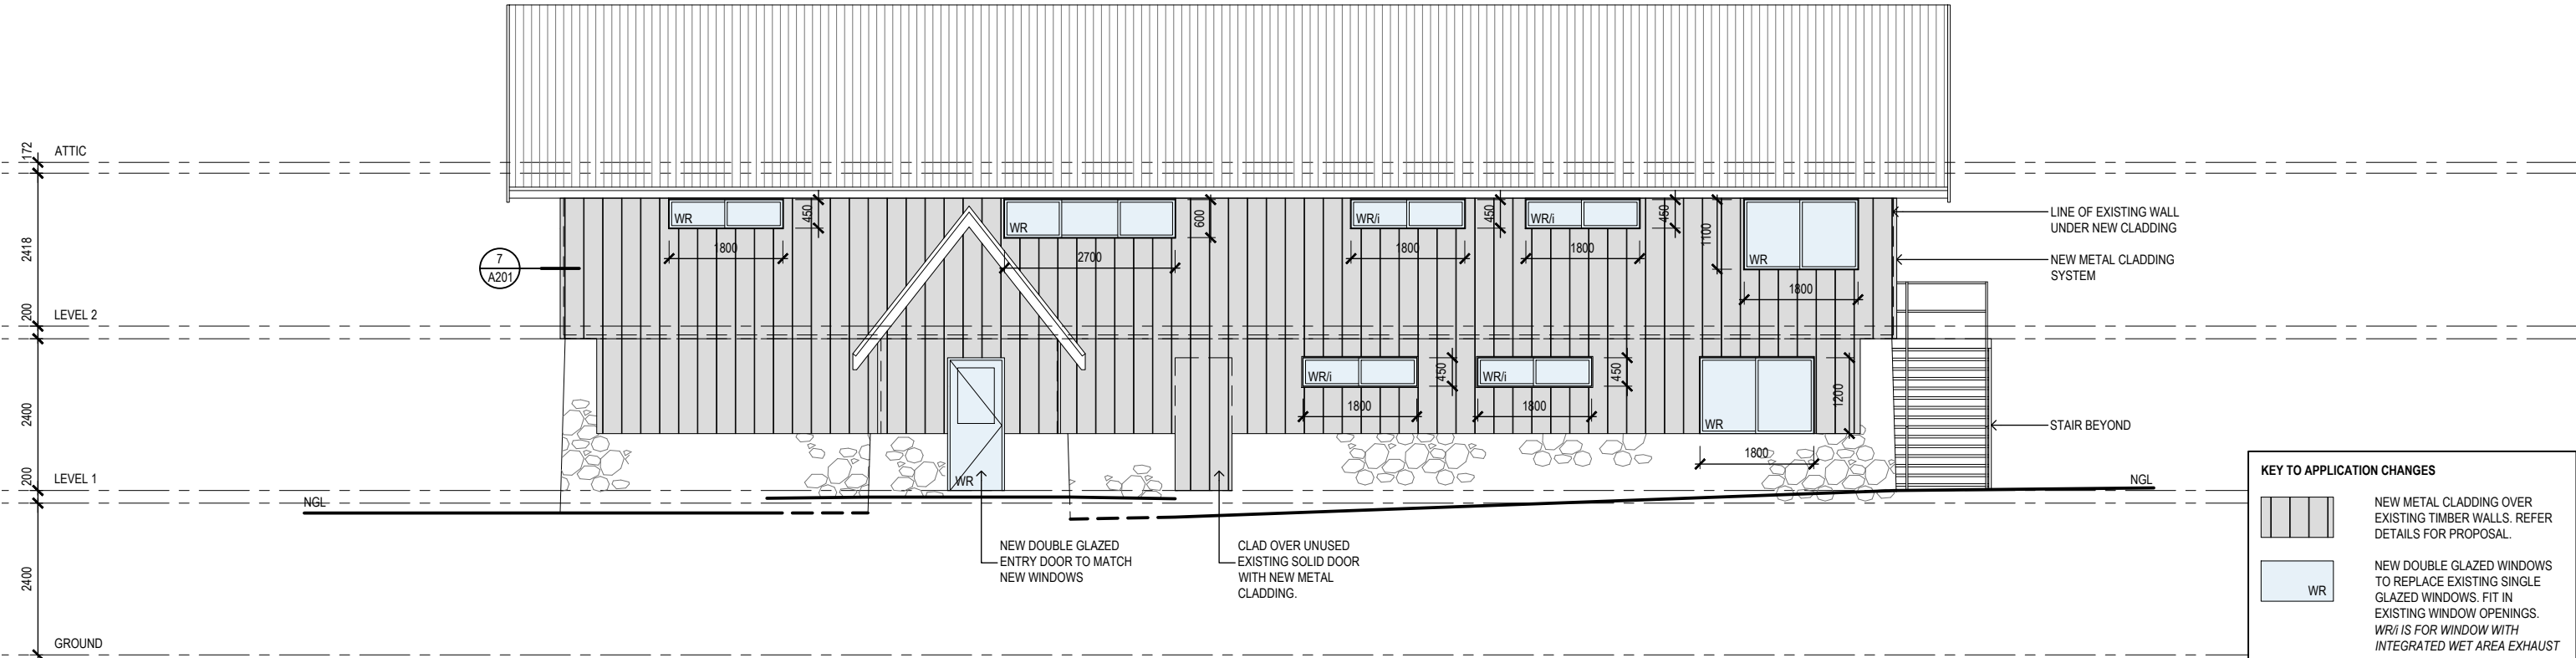 172
ATTIC
2418
200
LEVEL 2
2400
200
LEVEL 1
2400
GROUND
7
A201
WR
450
1800
WR
600
2700
WR/i
450
1800
WR/i
450
1800
1100
WR
1800
LINE OF EXISTING WALL
UNDER NEW CLADDING
NEW METAL CLADDING
SYSTEM
WR
WR/i
450
1800
WR/i
450
1800
WR
1200
1800
STAIR BEYOND
NGL
NGL
NEW DOUBLE GLAZED
ENTRY DOOR TO MATCH
NEW WINDOWS
CLAD OVER UNUSED
EXISTING SOLID DOOR
WITH NEW METAL
CLADDING.
KEY TO APPLICATION CHANGES
NEW METAL CLADDING OVER
EXISTING TIMBER WALLS. REFER
DETAILS FOR PROPOSAL.
WR
NEW DOUBLE GLAZED WINDOWS
TO REPLACE EXISTING SINGLE
GLAZED WINDOWS. FIT IN
EXISTING WINDOW OPENINGS.
WR/i IS FOR WINDOW WITH
INTEGRATED WET AREA EXHAUST